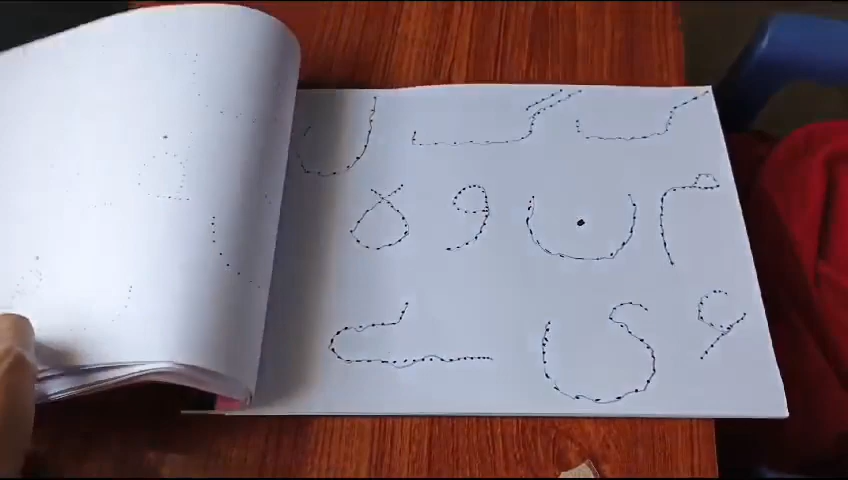 ک گ ل
م ن و ہ
ء ی ے